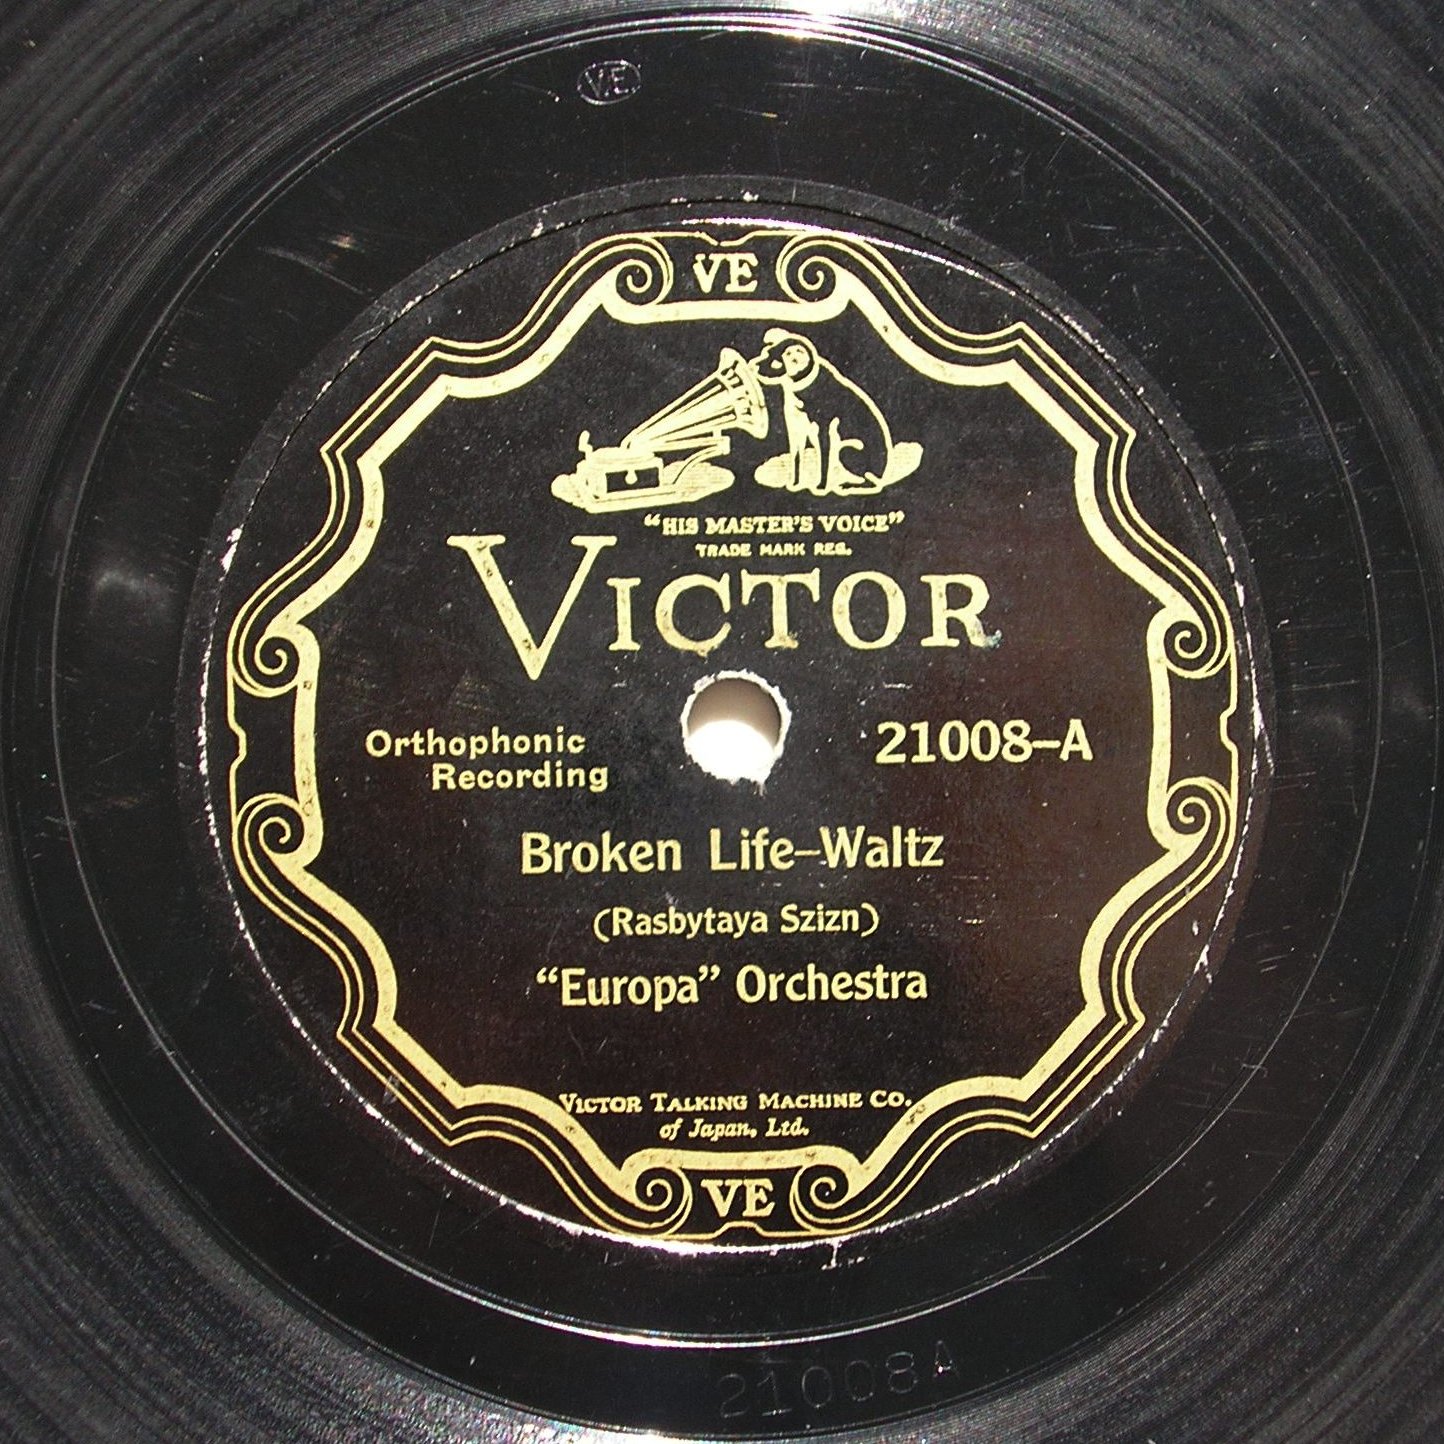 V.E.
VE
"HIS MASTER'S VOICE"
TRADE MARK REG.
VICTOR
Orthophonic
Recording
21008–A
Broken Life–Waltz
(Rasbytaya Szizn)
"Europa" Orchestra
VICTOR TALKING MACHINE CO.
of Japan, Ltd.
VE
21008A